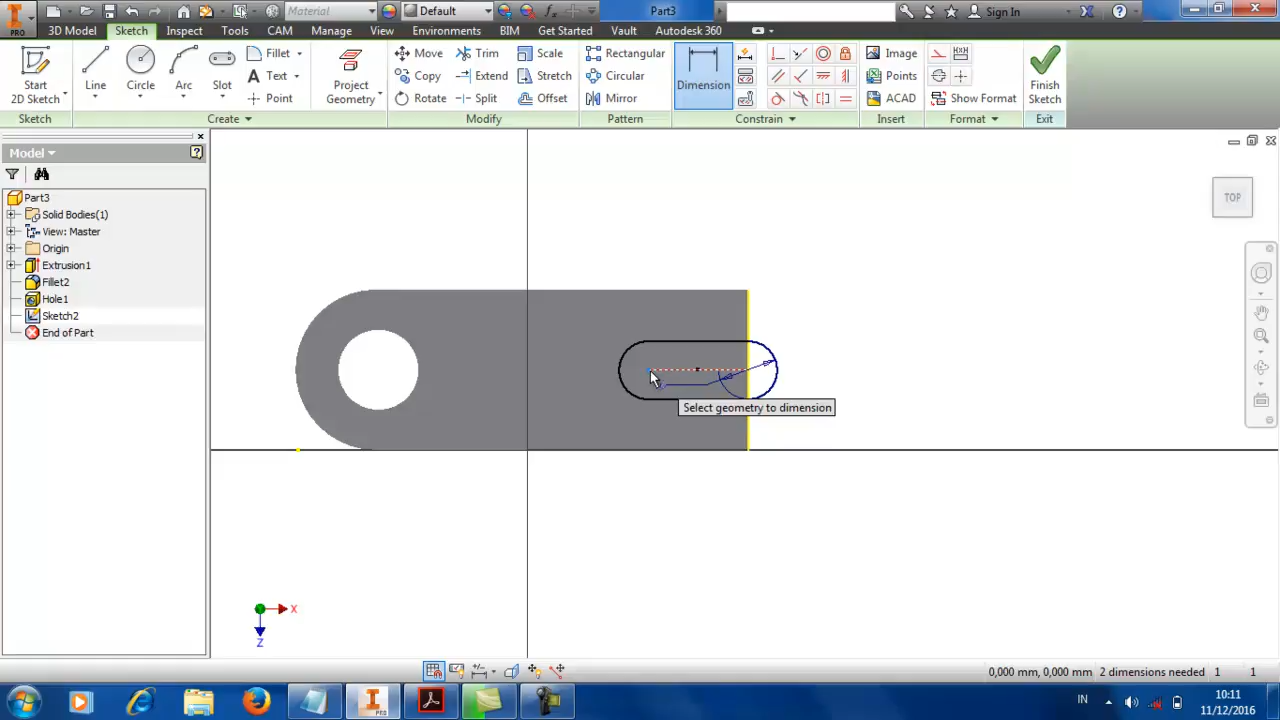 Material
Default
Part3
Sign In
PRO
3D Model
Sketch
Inspect
Tools
CAM
Manage
View
Environments
BIM
Get Started
Vault
Autodesk 360
Start
2D Sketch
Line
Circle
Arc
Slot
Fillet
Text
Point
Project
Geometry
Move
Copy
Rotate
Trim
Extend
Split
Scale
Stretch
Offset
Rectangular
Circular
Mirror
Dimension
Image
Points
ACAD
Show Format
Finish
Sketch
Sketch
Create
Modify
Pattern
Constrain
Insert
Format
Exit
Model
Part3
Solid Bodies(1)
View: Master
Origin
Extrusion1
Fillet2
Hole1
Sketch2
End of Part
TOP
Select geometry to dimension
X
Z
0,000 mm, 0,000 mm
2 dimensions needed
1
1
PRO
IN
10:11
11/12/2016